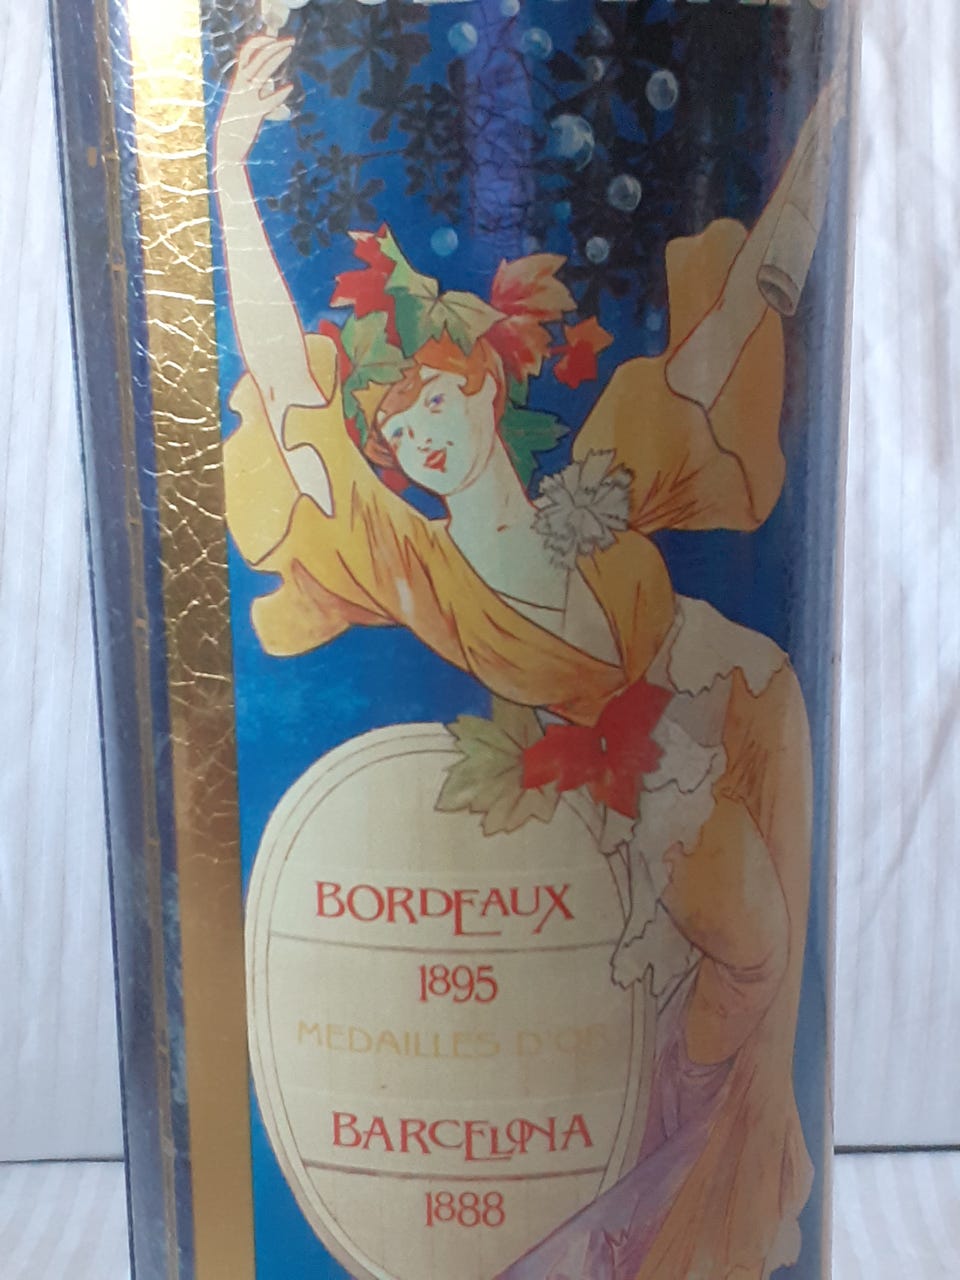 BORDEAUX
1895
MEDAILLES D'OR
BARCELONA
1888